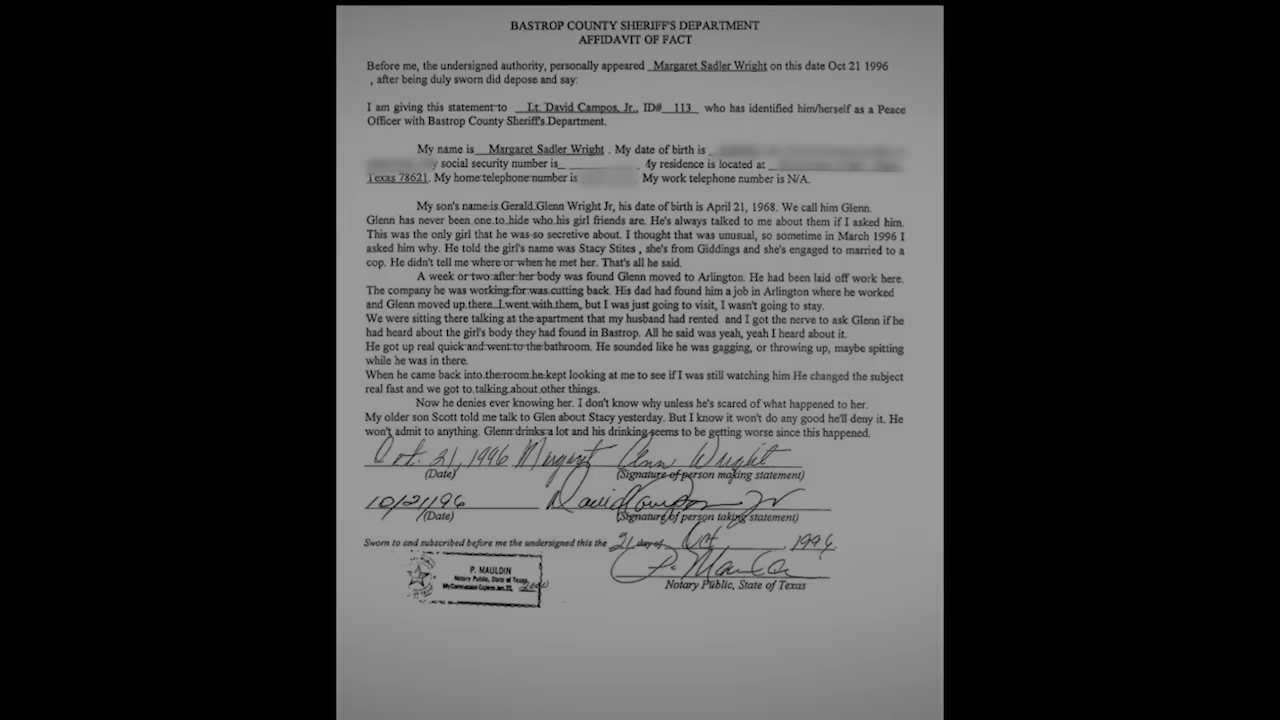 BASTROP COUNTY SHERIFF'S DEPARTMENT
AFFIDAVIT OF FACT
Before me, the undersigned authority, personally appeared Margaret Sadler Wright on this date Oct 21 1996
, after being duly sworn did depose and say:
I am giving this statement to Lt. David Campos, Jr., ID# 113 who has identified him/herself as a Peace
Officer with Bastrop County Sheriff's Department.
My name is Margaret Sadler Wright . My date of birth is
y social security number is My residence is located at
Texas 78621. My home telephone number is My work telephone number is N/A.
My son's name is Gerald Glenn Wright Jr, his date of birth is April 21, 1968. We call him Glenn.
Glenn has never been one to hide who his girl friends are. He's always talked to me about them if I asked him.
This was the only girl that he was so secretive about. I thought that was unusual, so sometime in March 1996 I
asked him why. He told the girl's name was Stacy Stites , she's from Giddings and she's engaged to married to a
cop. He didn't tell me where or when he met her. That's all he said.
A week or two after her body was found Glenn moved to Arlington. He had been laid off work here.
The company he was working for was cutting back. His dad had found him a job in Arlington where he worked
and Glenn moved up there. I went with them, but I was just going to visit, I wasn't going to stay.
We were sitting there talking at the apartment that my husband had rented and I got the nerve to ask Glenn if he
had heard about the girl's body they had found in Bastrop. All he said was yeah, yeah I heard about it.
He got up real quick and went to the bathroom. He sounded like he was gagging, or throwing up, maybe spitting
while he was in there.
When he came back into the room he kept looking at me to see if I was still watching him He changed the subject
real fast and we got to talking about other things.
Now he denies ever knowing her. I don't know why unless he's scared of what happened to her.
My older son Scott told me talk to Glen about Stacy yesterday. But I know it won't do any good he'll deny it. He
won't admit to anything. Glenn drinks a lot and his drinking seems to be getting worse since this happened.
Oct. 21, 1996 Margaret Ann Wright
(Date) (Signature of person making statement)
10/21/96 David Campos Jr
(Date) (Signature of person taking statement)
Sworn to and subscribed before me the undersigned this the 21 day of Oct , 1996
P. Mauldin
Notary Public, State of Texas
P. MAULDIN
Notary Public, State of Texas
My Commission Expires Jan. 23, 2000